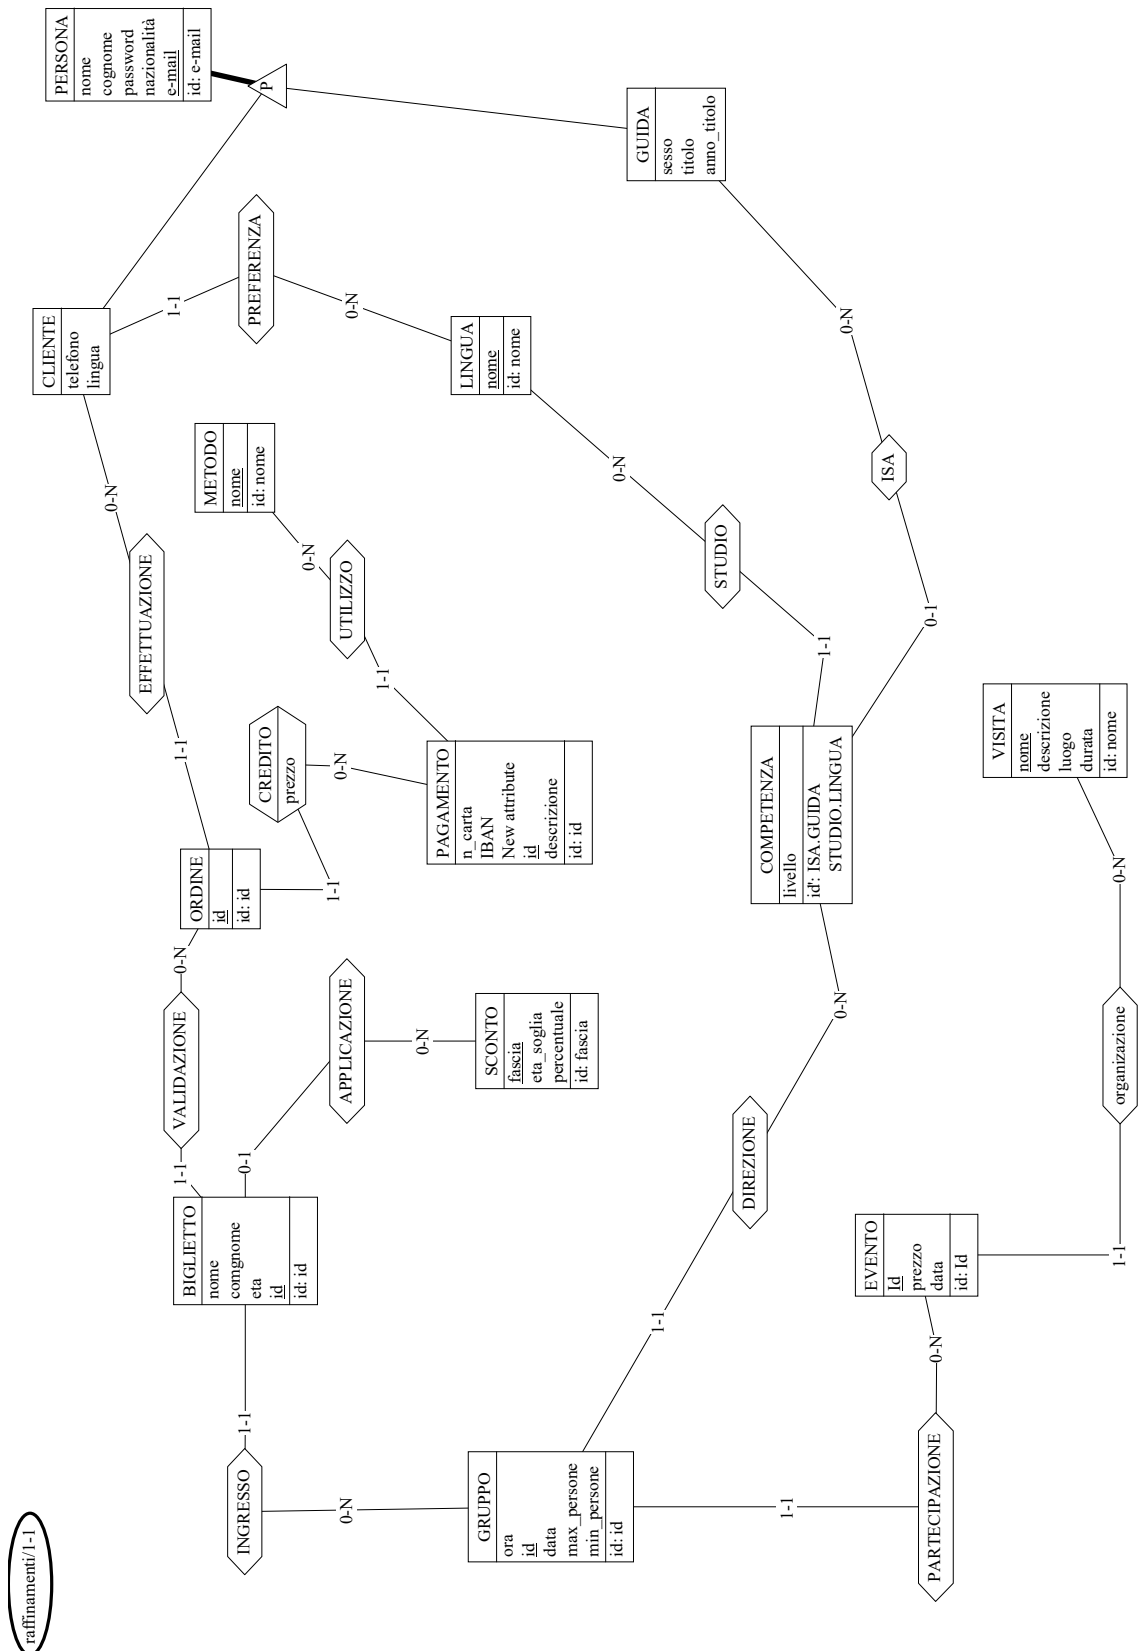 raffinamenti/1-1
PERSONA
nome
cognome
password
nazionalità
e-mail
id: e-mail
P
CLIENTE
telefono
lingua
1-1
PREFERENZA
0-N
0-N
EFFETTUAZIONE
1-1
ORDINE
id
id: id
0-N
VALIDAZIONE
1-1
BIGLIETTO
nome
comgnome
eta
id
id: id
0-1
APPLICAZIONE
0-N
SCONTO
fascia
eta_soglia
percentuale
id: fascia
1-1
CREDITO
prezzo
0-N
PAGAMENTO
n_carta
IBAN
New attribute
id
descrizione
id: id
1-1
UTILIZZO
0-N
METODO
nome
id: nome
LINGUA
nome
id: nome
0-N
STUDIO
1-1
GUIDA
sesso
titolo
anno_titolo
0-N
ISA
0-1
COMPETENZA
livello
id': ISA.GUIDA
STUDIO.LINGUA
0-N
DIREZIONE
1-1
1-1
INGRESSO
0-N
GRUPPO
ora
id
data
max_persone
min_persone
id: id
1-1
PARTECIPAZIONE
0-N
EVENTO
Id
prezzo
data
id: Id
1-1
organizazione
0-N
VISITA
nome
descrizione
luogo
durata
id: nome